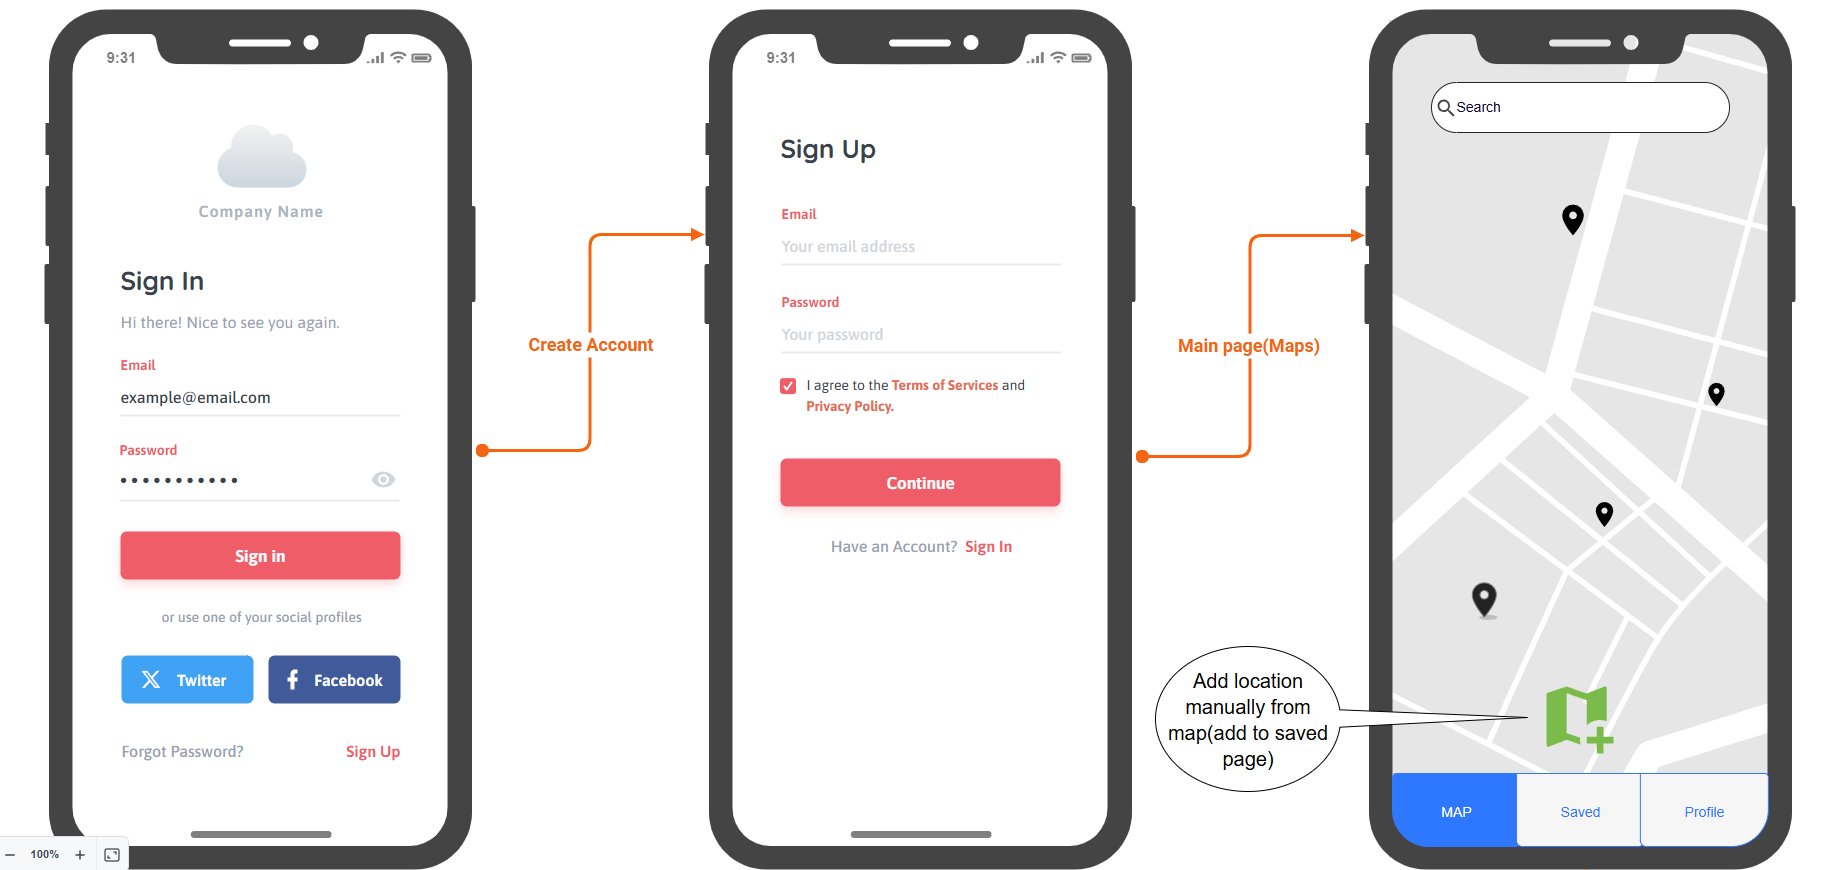 9:31
Company Name
Sign In
Hi there! Nice to see you again.
Email
example@email.com
Password
Sign in
or use one of your social profiles
Twitter
Facebook
Forgot Password?
Sign Up
100%
Create Account
9:31
Sign Up
Email
Your email address
Password
Your password
I agree to the Terms of Services and
Privacy Policy.
Continue
Have an Account? Sign In
Main page(Maps)
Search
Add location
manually from
map(add to saved
page)
MAP
Saved
Profile